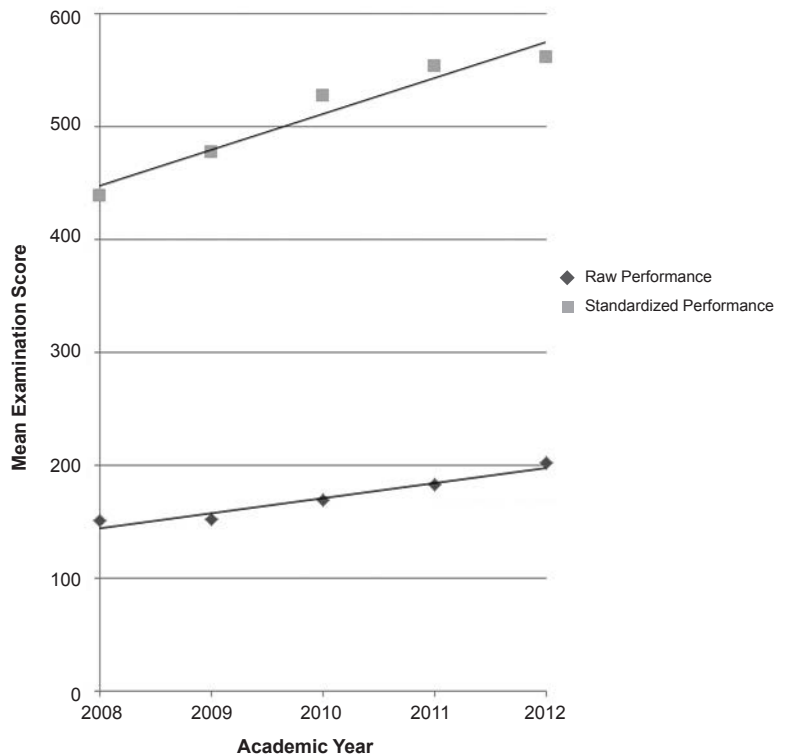 600
500
400
300
200
100
0
Mean Examination Score
2008 2009 2010 2011 2012
Academic Year
Raw Performance
Standardized Performance